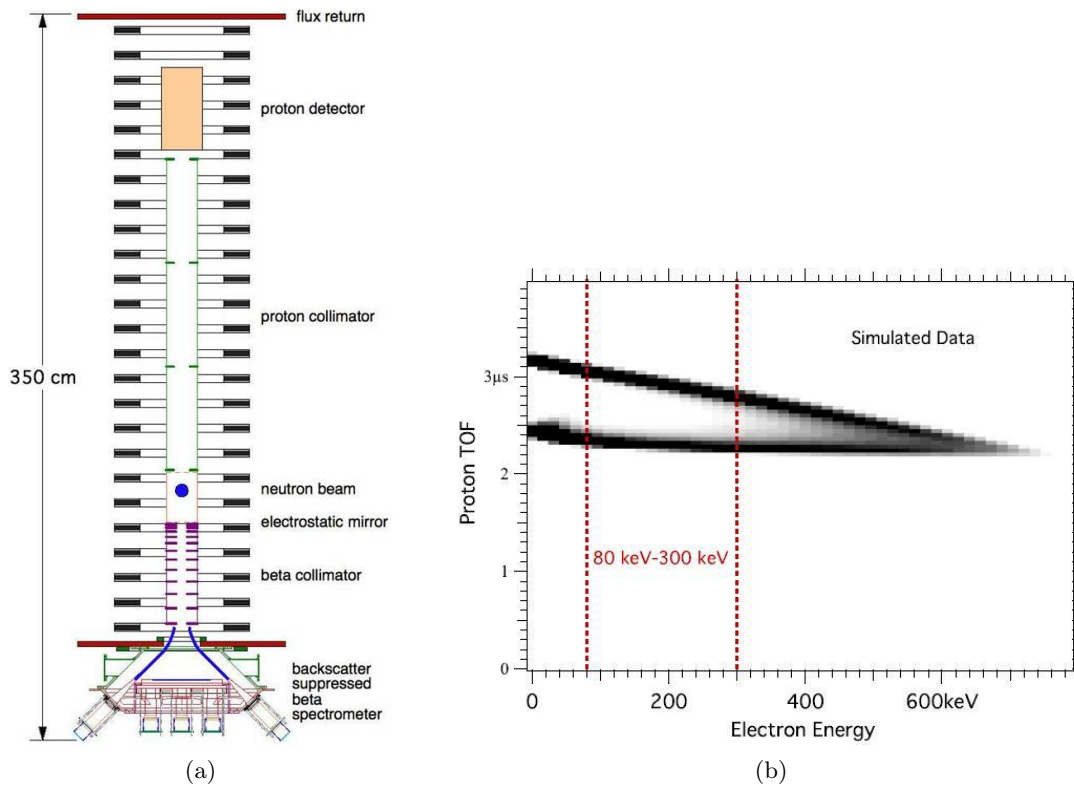 flux return
proton detector
350 cm
proton collimator
neutron beam
electrostatic mirror
beta collimator
backscatter
suppressed
beta
spectrometer
(a)
Simulated Data
3μs
2
1
0
Proton TOF
80 keV-300 keV
0 200 400 600keV
Electron Energy
(b)